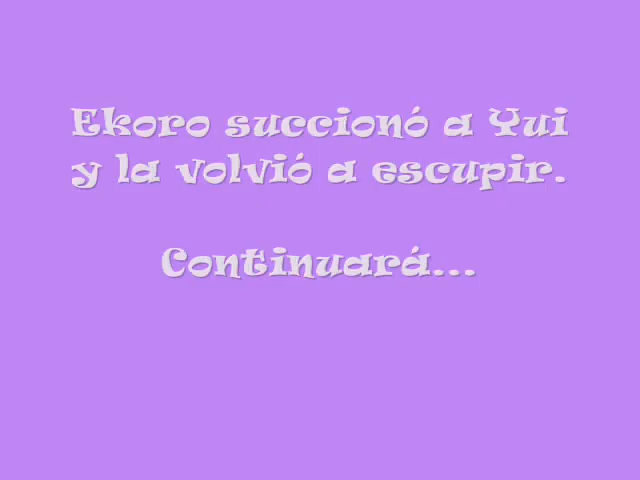 Ekoro succionó a Yui
y la volvió a escupir.
Continuará...